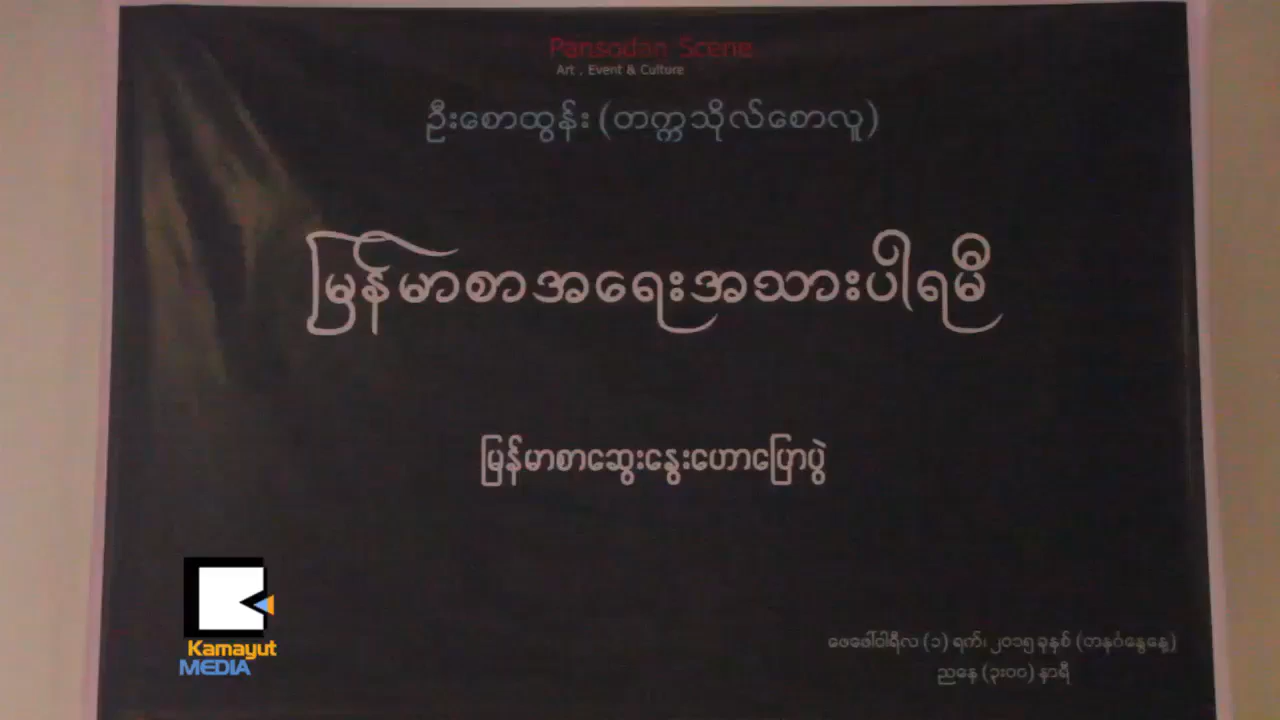 Pansodan Scene
Art , Event & Culture
ဦးစောထွန်း (တက္ကသိုလ်စောလူ)
မြန်မာစာအရေးအသားပါရမီ
မြန်မာစာဆွေးနွေးဟောပြောပွဲ
ဖေဖေါ်ဝါရီလ (၁) ရက်၊ ၂၀၁၅ ခုနှစ် (တနင်္ဂနွေနေ့)
ညနေ (၃း၀၀) နာရီ
Kamayut
MEDIA